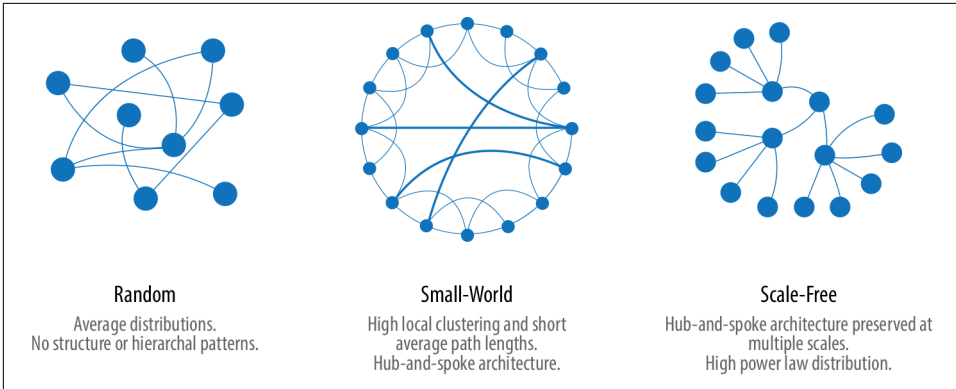 Random
Average distributions.
No structure or hierarchal patterns.
Small-World
High local clustering and short
average path lengths.
Hub-and-spoke architecture.
Scale-Free
Hub-and-spoke architecture preserved at
multiple scales.
High power law distribution.